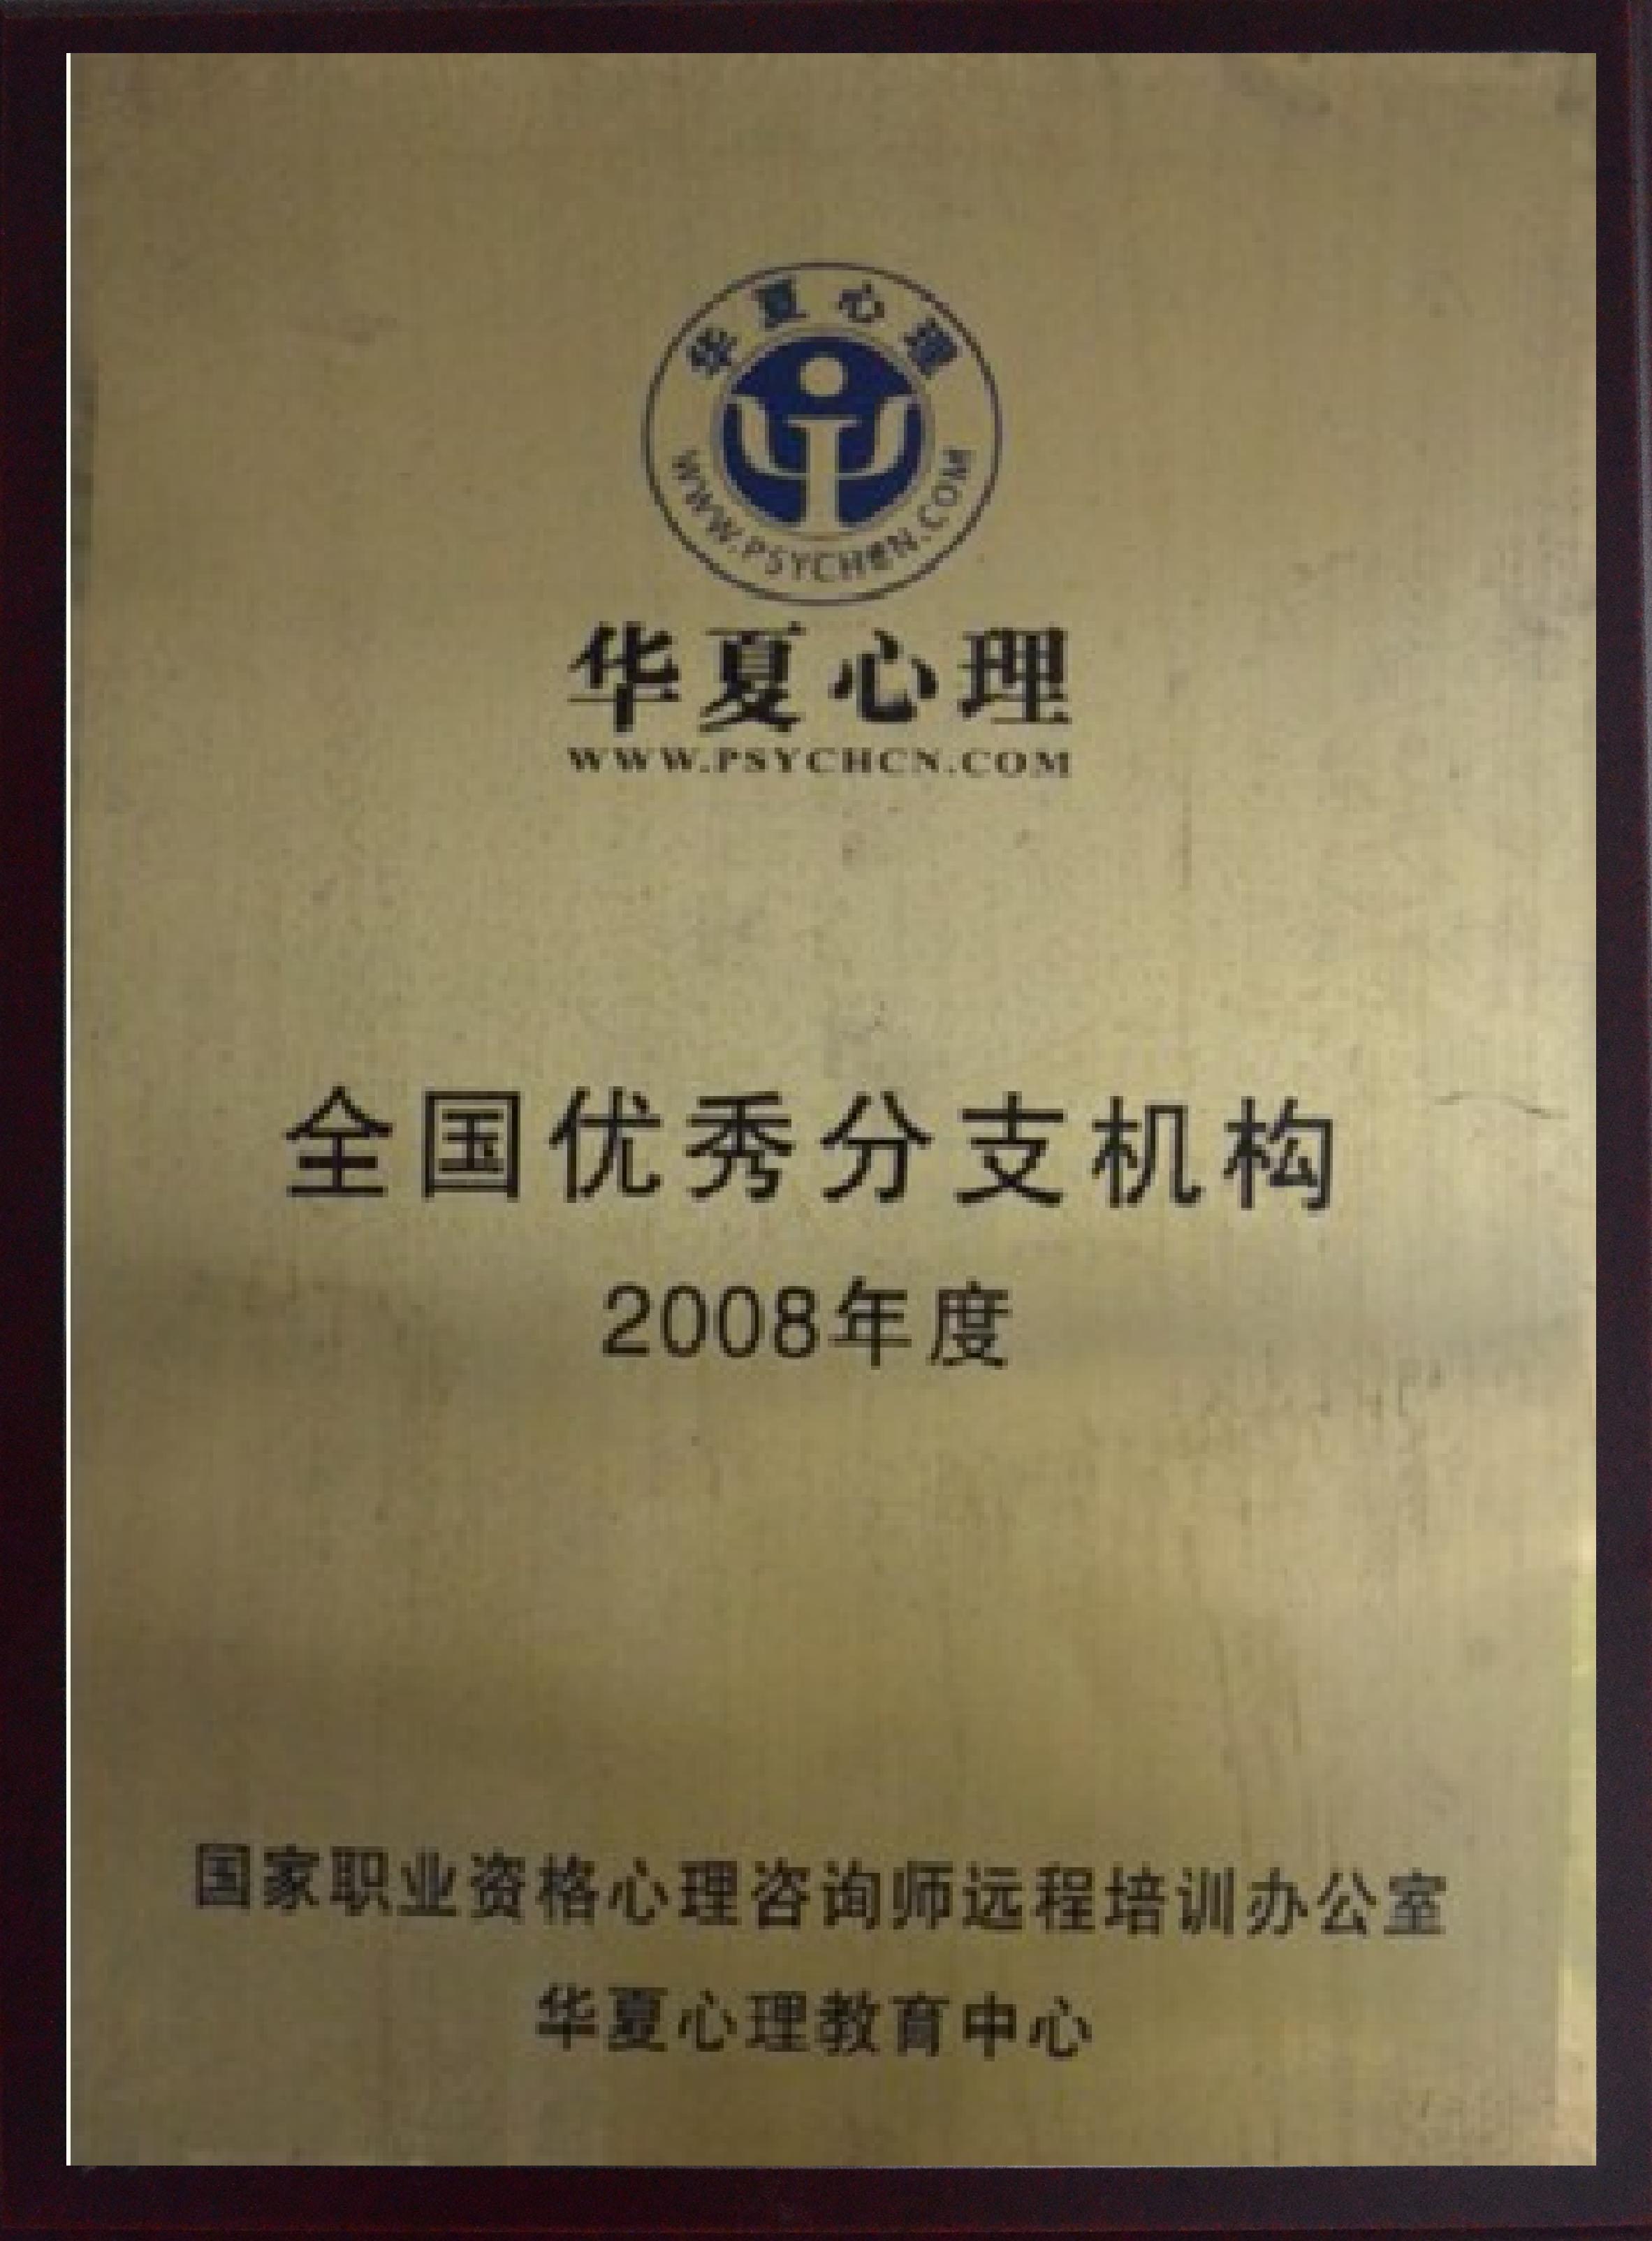 华夏心理
WWW.PSYCHCN.COM
华夏心理
WWW.PSYCHCN.COM
全国优秀分支机构
2008年度
国家职业资格心理咨询师远程培训办公室
华夏心理教育中心